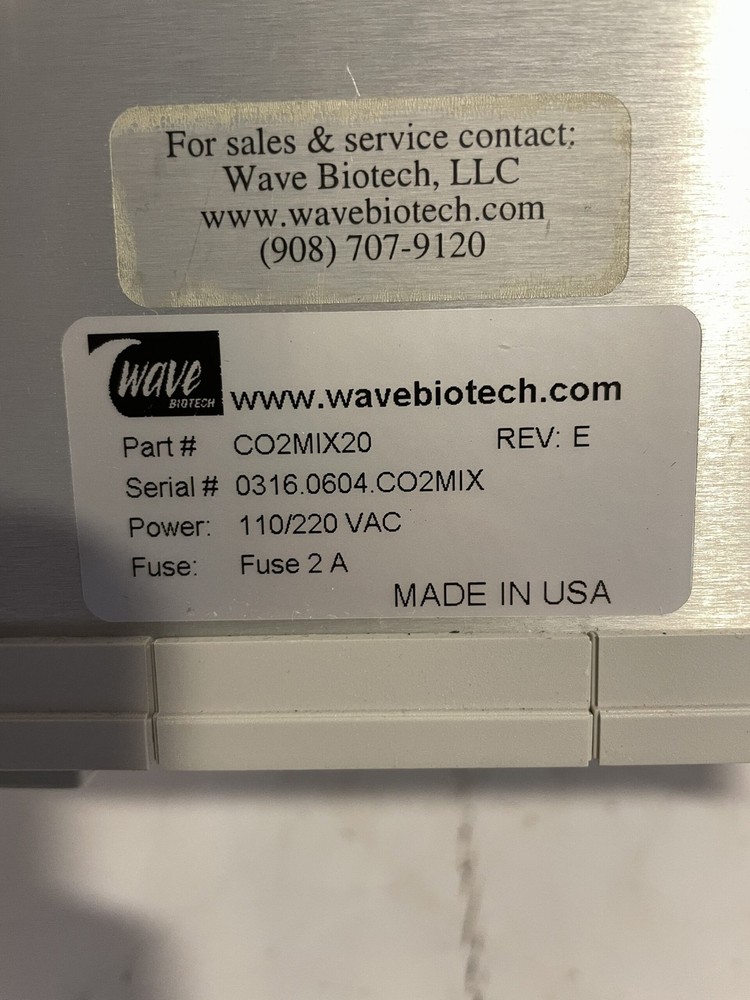 For sales & service contact:
Wave Biotech, LLC
www.wavebiotech.com
(908) 707-9120
wave
BIOTECH
www.wavebiotech.com
Part # CO2MIX20 REV: E
Serial # 0316.0604.CO2MIX
Power: 110/220 VAC
Fuse: Fuse 2 A
MADE IN USA